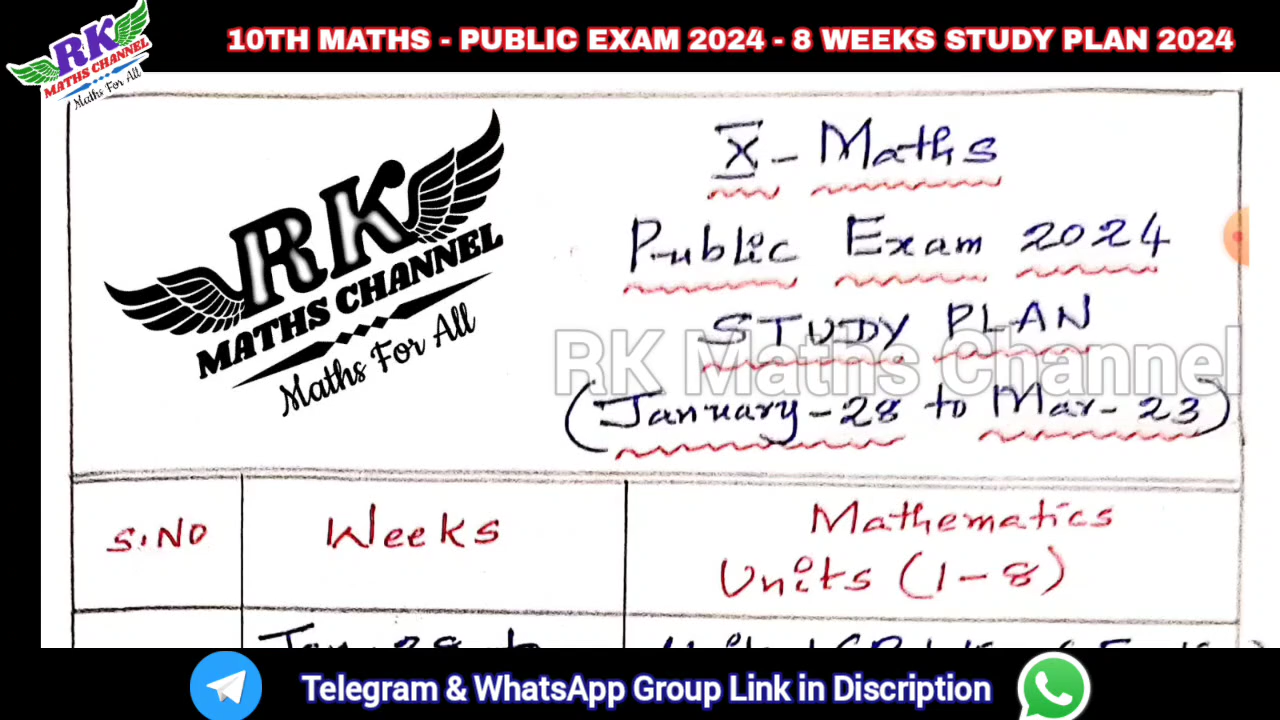 RK
MATHS CHANNEL
Maths For All
10TH MATHS - PUBLIC EXAM 2024 - 8 WEEKS STUDY PLAN 2024
RK
MATHS CHANNEL
Maths For All
X - Maths
Public Exam 2024
STUDY PLAN
RK Maths Channel
(January-28 to Mar-23)
S.NO
Weeks
Mathematics
Units (1-8)
Telegram & WhatsApp Group Link in Discription